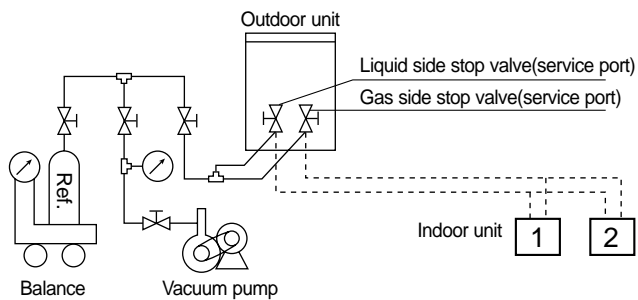 Outdoor unit
Liquid side stop valve(service port)
Gas side stop valve(service port)
Ref.
Indoor unit
1
2
Balance
Vacuum pump